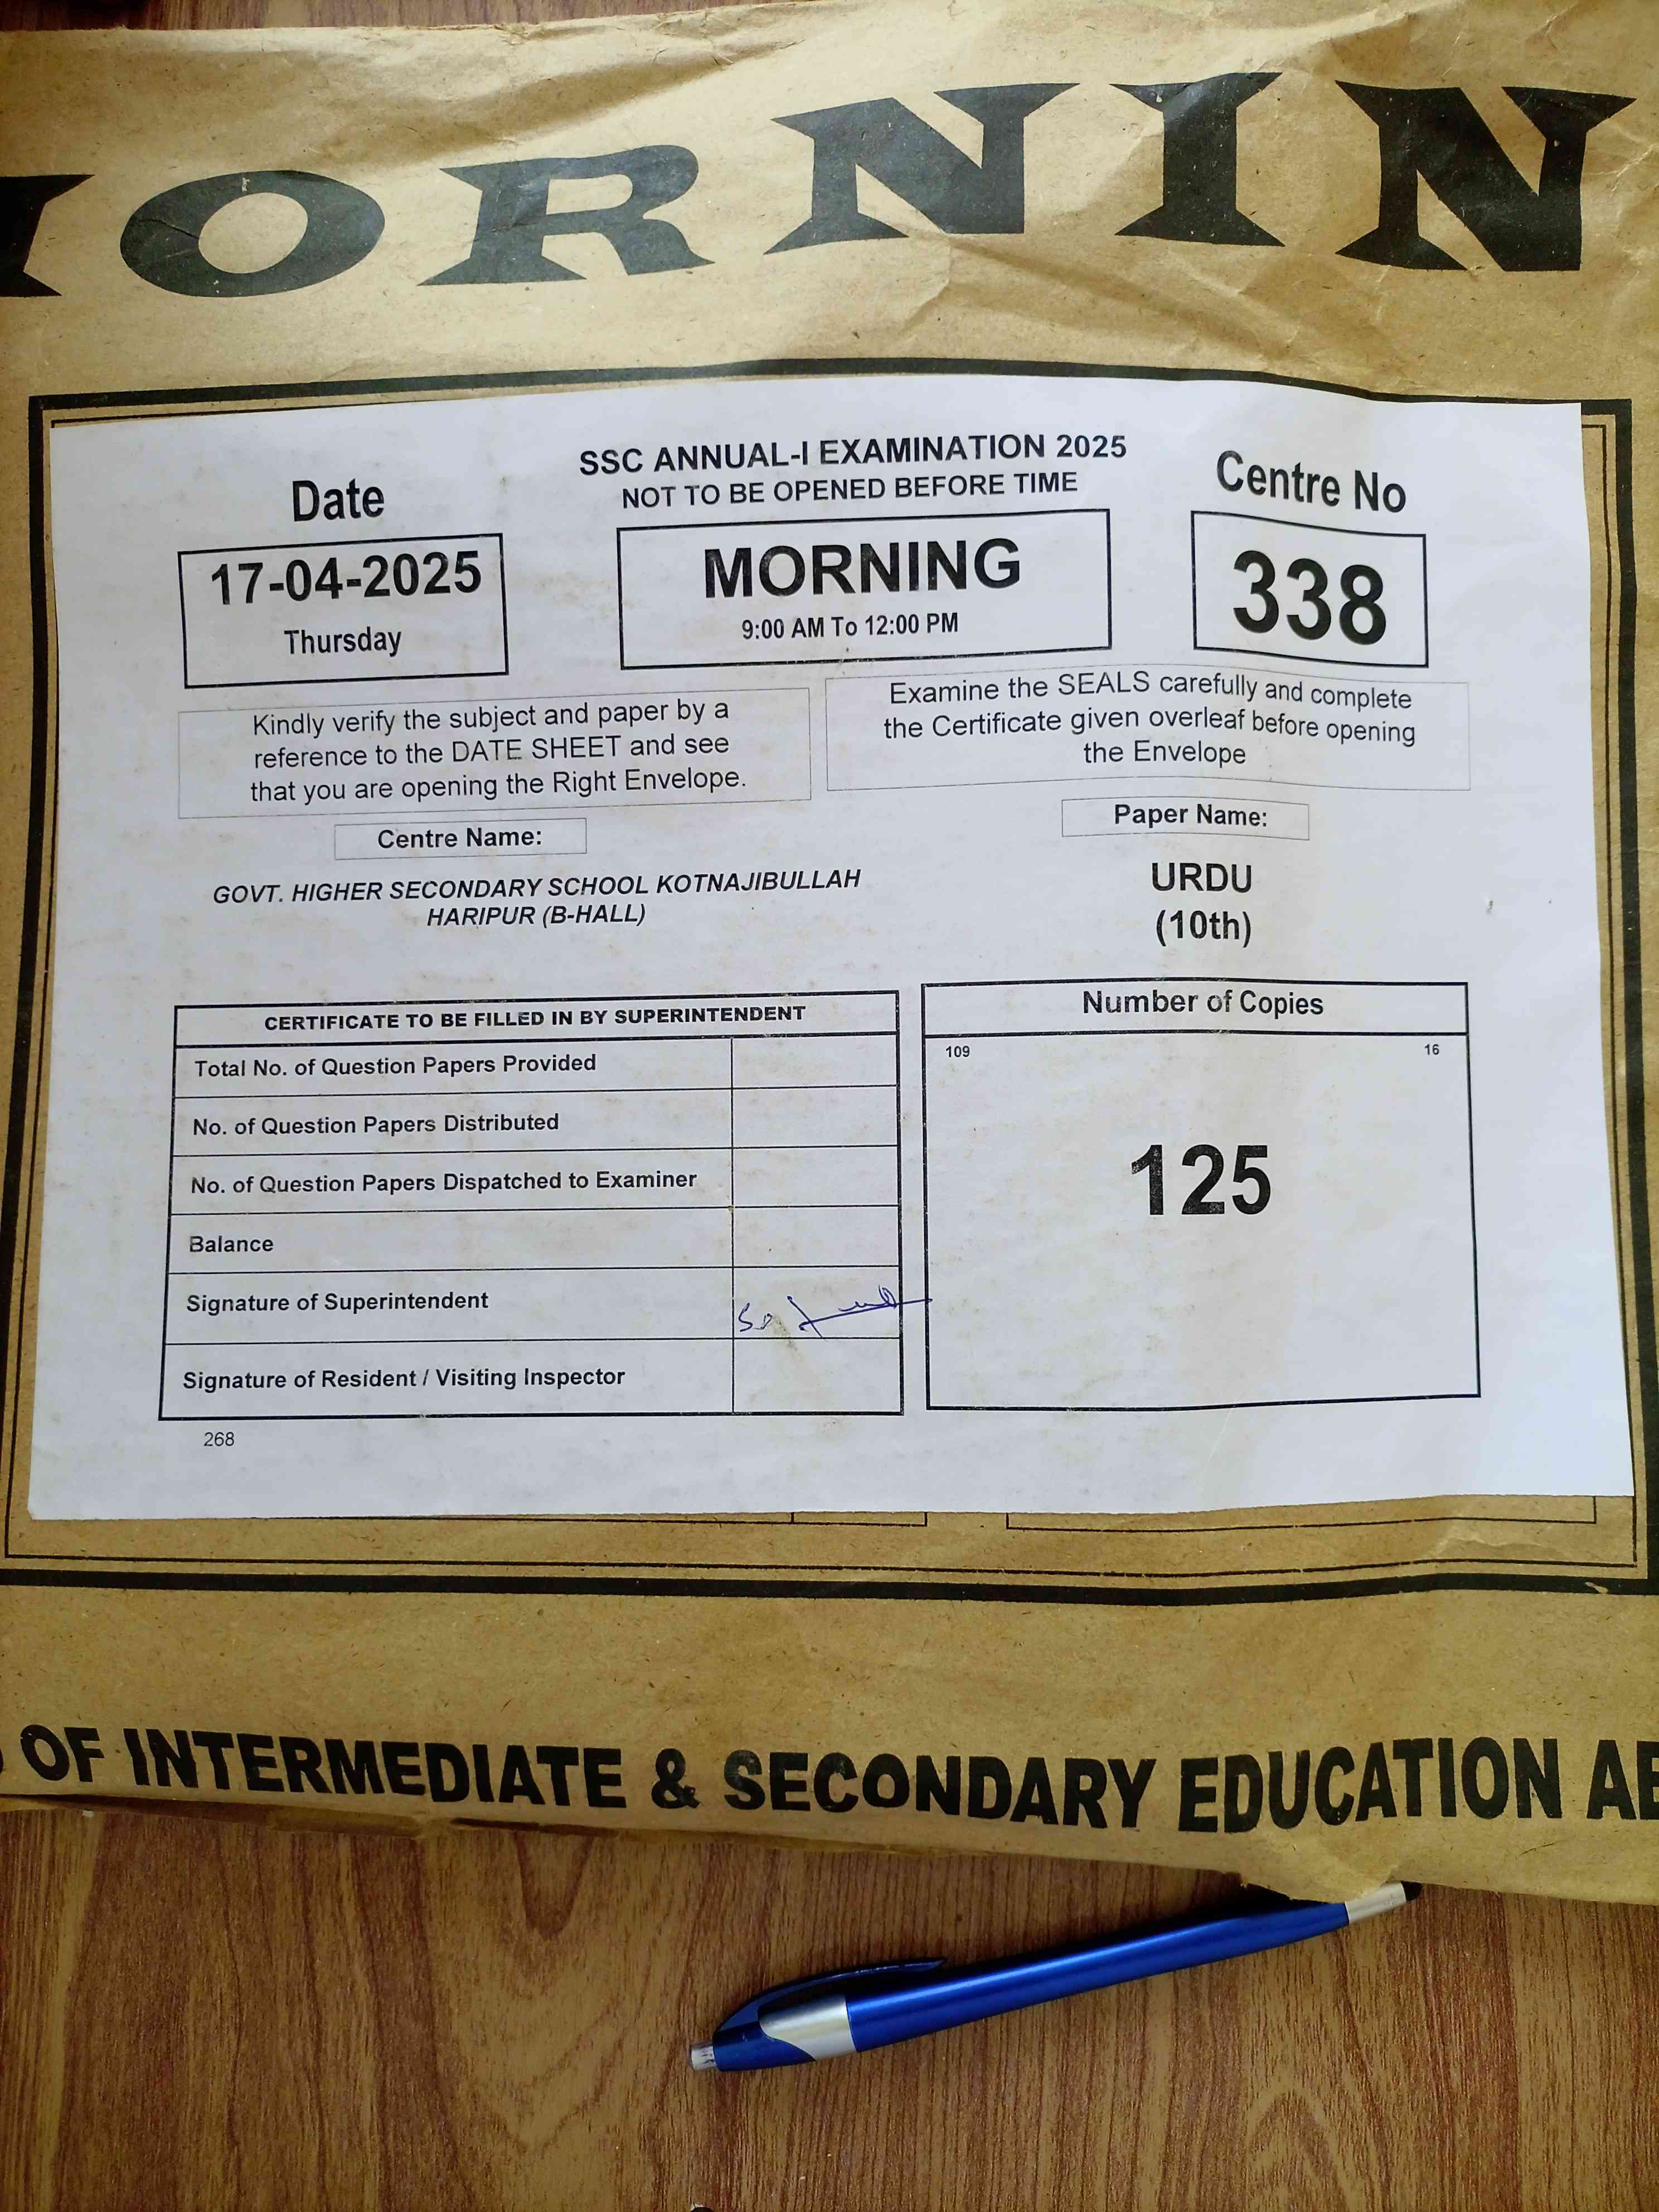 ORNIN
SSC ANNUAL-I EXAMINATION 2025
NOT TO BE OPENED BEFORE TIME
Date
17-04-2025
Thursday
MORNING
9:00 AM To 12:00 PM
Centre No
338
Kindly verify the subject and paper by a
reference to the DATE SHEET and see
that you are opening the Right Envelope.
Examine the SEALS carefully and complete
the Certificate given overleaf before opening
the Envelope
Centre Name:
GOVT. HIGHER SECONDARY SCHOOL KOTNAJIBULLAH
HARIPUR (B-HALL)
Paper Name:
URDU
(10th)
CERTIFICATE TO BE FILLED IN BY SUPERINTENDENT
Total No. of Question Papers Provided
No. of Question Papers Distributed
No. of Question Papers Dispatched to Examiner
Balance
Signature of Superintendent
Signature of Resident / Visiting Inspector
Number of Copies
109 16
125
268
OF INTERMEDIATE & SECONDARY EDUCATION